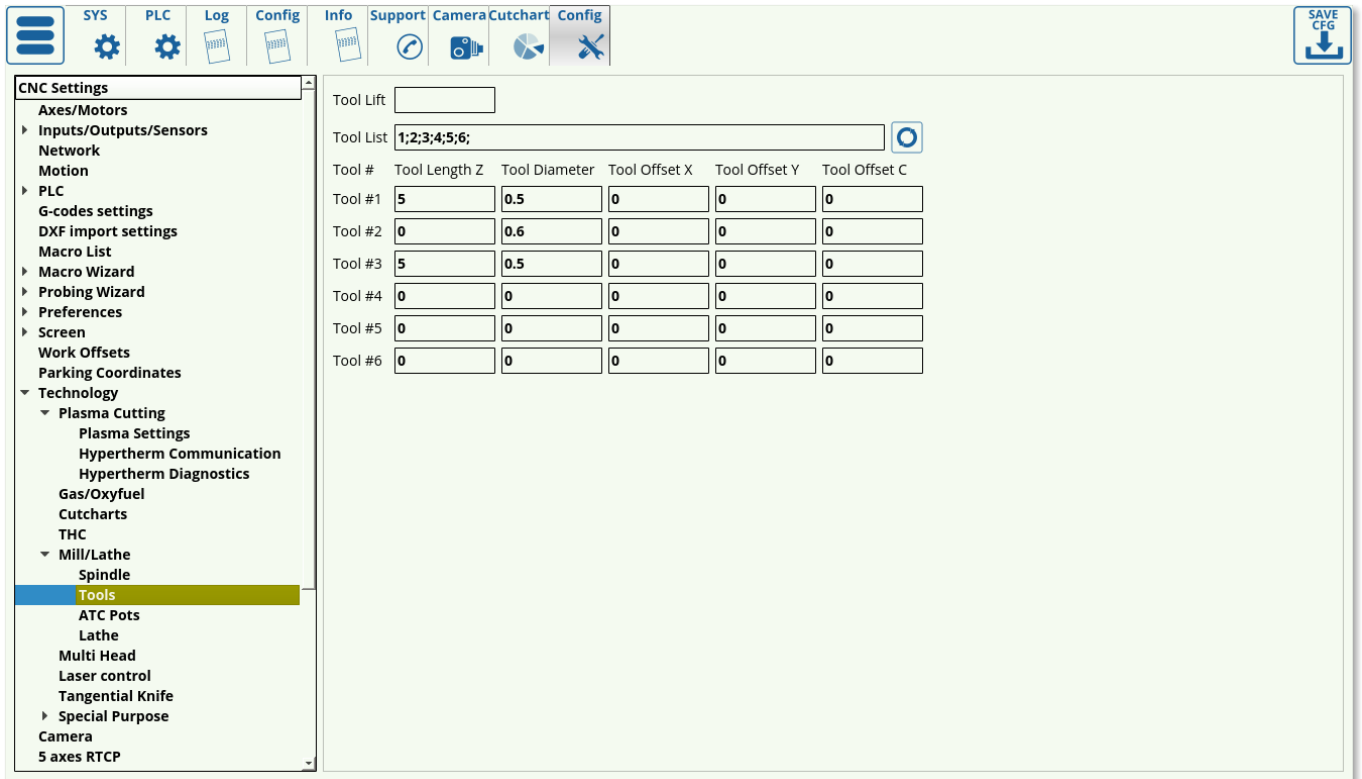 SYS PLC Log Config Info Support Camera Cutchart Config SAVE CFG
CNC Settings
Axes/Motors
Inputs/Outputs/Sensors
Network
Motion
PLC
G-codes settings
DXF import settings
Macro List
Macro Wizard
Probing Wizard
Preferences
Screen
Work Offsets
Parking Coordinates
Technology
Plasma Cutting
Plasma Settings
Hypertherm Communication
Hypertherm Diagnostics
Gas/Oxyfuel
Cutcharts
THC
Mill/Lathe
Spindle
Tools
ATC Pots
Lathe
Multi Head
Laser control
Tangential Knife
Special Purpose
Camera
5 axes RTCP
Tool Lift
Tool List 1;2;3;4;5;6;
Tool # Tool Length Z Tool Diameter Tool Offset X Tool Offset Y Tool Offset C
Tool #1 5 0.5 0 0 0
Tool #2 0 0.6 0 0 0
Tool #3 5 0.5 0 0 0
Tool #4 0 0 0 0 0
Tool #5 0 0 0 0 0
Tool #6 0 0 0 0 0